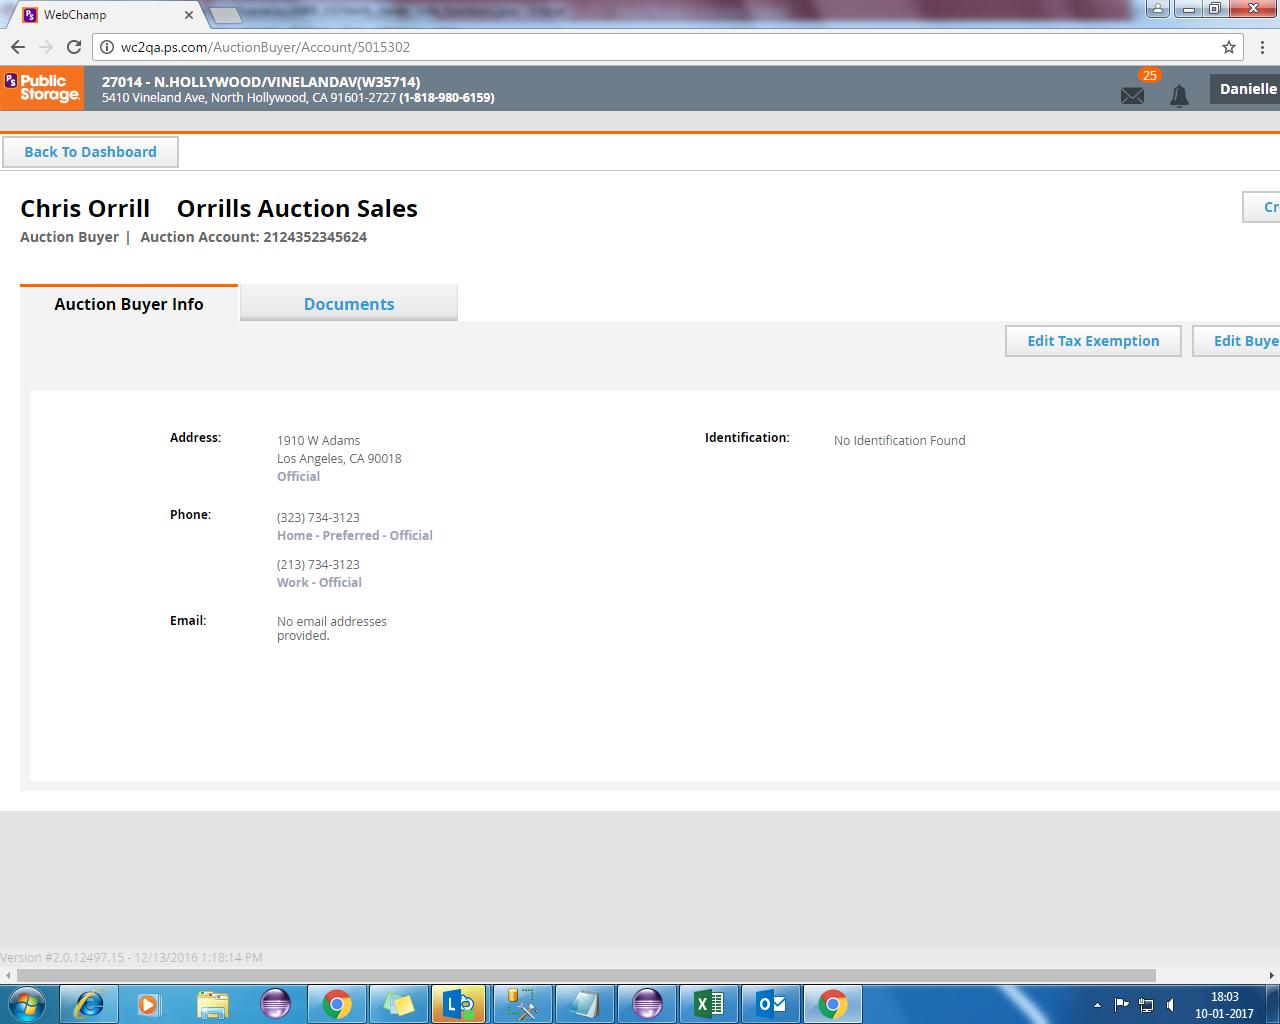 WebChamp
wc2qa.ps.com/AuctionBuyer/Account/5015302
PS Public Storage.
27014 - N.HOLLYWOOD/VINELANDAV(W35714)
5410 Vineland Ave, North Hollywood, CA 91601-2727 (1-818-980-6159)
25
Danielle
Back To Dashboard
Chris Orrill Orrills Auction Sales
Cr
Auction Buyer | Auction Account: 2124352345624
Auction Buyer Info
Documents
Edit Tax Exemption
Edit Buye
Address:
1910 W Adams
Los Angeles, CA 90018
Official
Identification:
No Identification Found
Phone:
(323) 734-3123
Home - Preferred - Official
(213) 734-3123
Work - Official
Email:
No email addresses
provided.
Version #2.0.12497.15 - 12/13/2016 1:18:14 PM
18:03
10-01-2017